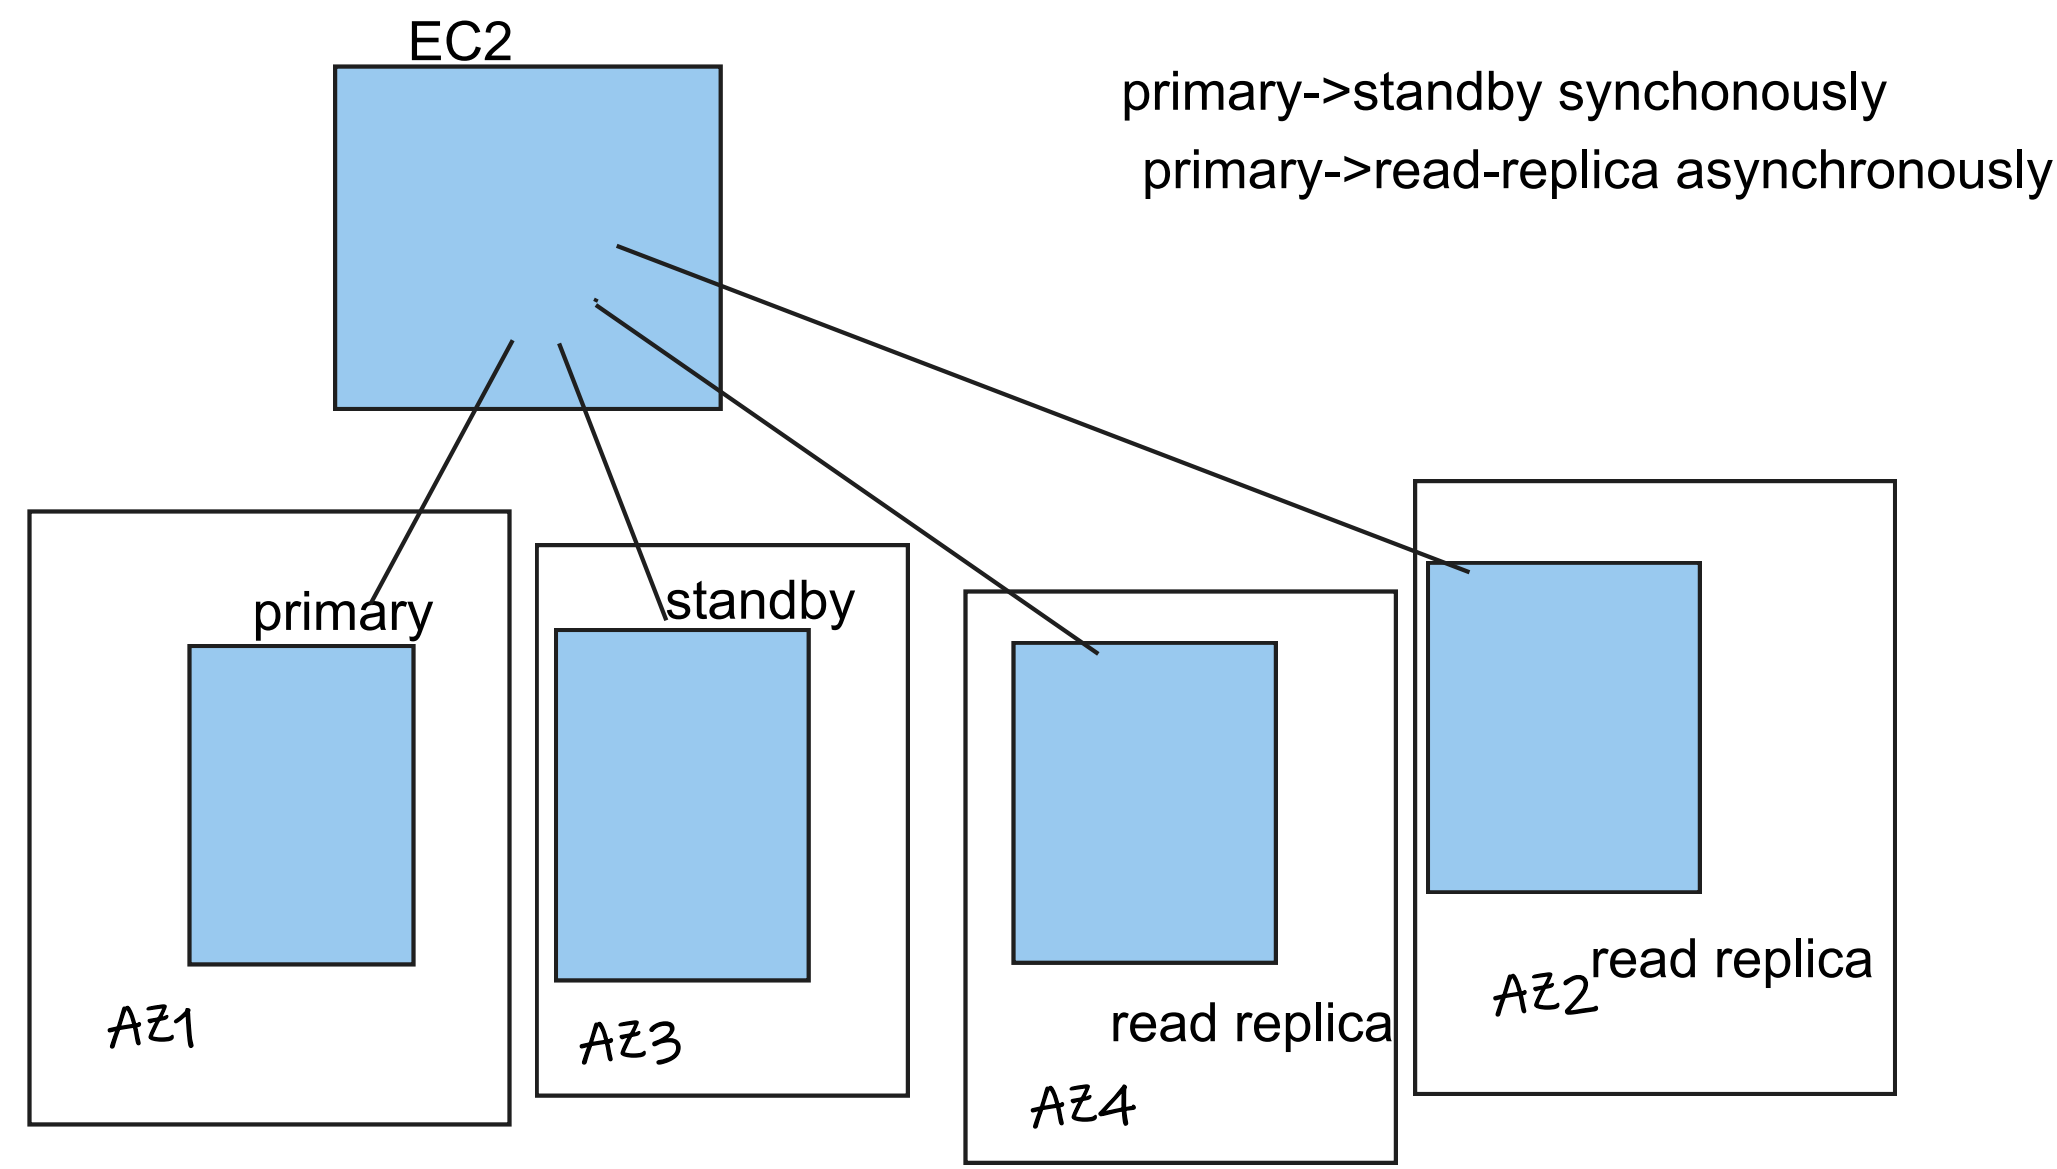 EC2
primary->standby synchonously
primary->read-replica asynchronously
primary
standby
read replica
read replica
AZ1
AZ3
AZ4
AZ2